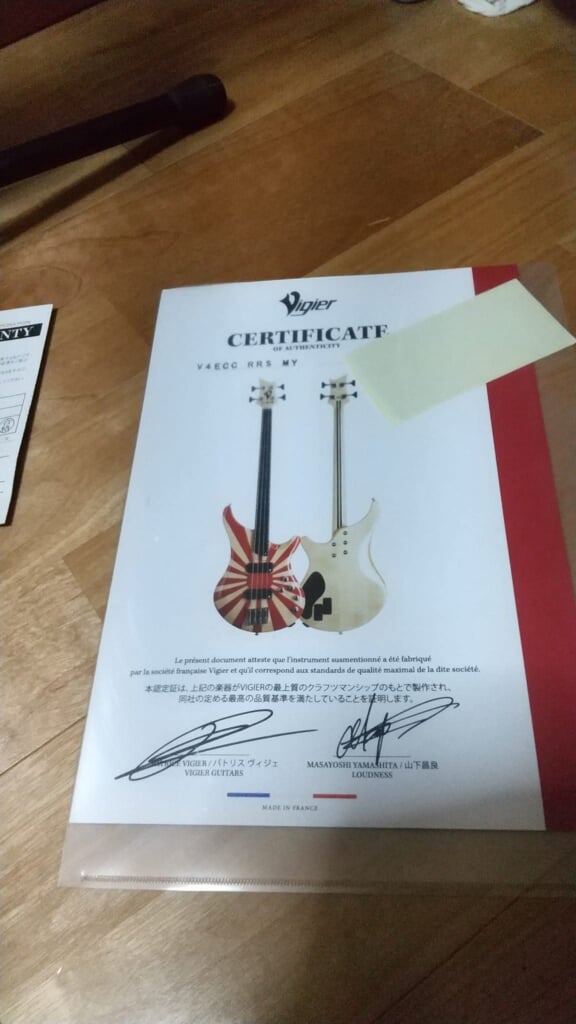 NTY
Vigier
CERTIFICATE
OF AUTHENTICITY
V4ECC RRS MY
Le présent document atteste que l'instrument susmentionné a été fabriqué
par la société française Vigier et qu'il correspond aux standards de qualité maximal de la dite société.
本認定証は、上記の楽器がVIGIERの最上質のクラフツマンシップのもとで製作され、
同社の定める最高の品質基準を満たしていることを証明します。
VIGIER / パトリス ヴィジェ
VIGIER GUITARS
MASAYOSHI YAMASHITA / 山下昌良
LOUDNESS
MADE IN FRANCE